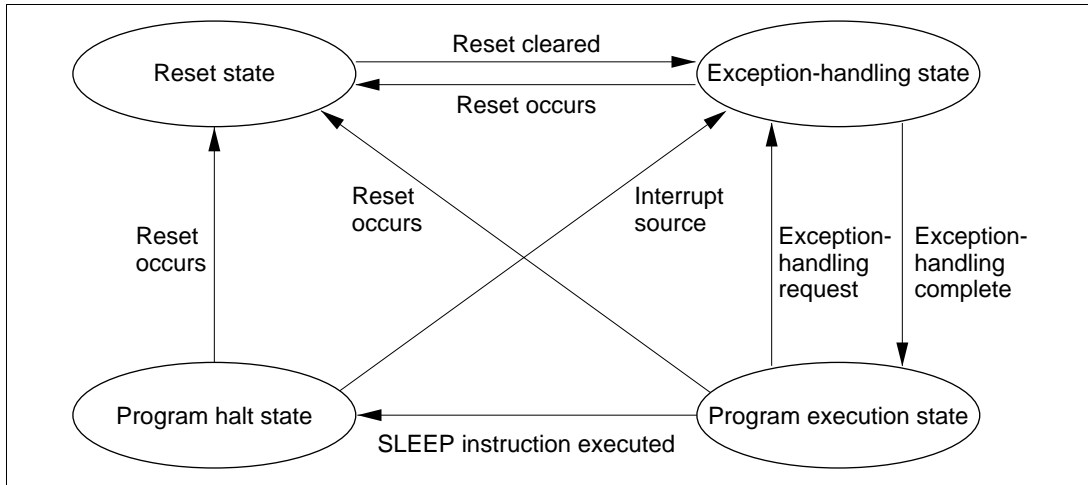 Reset cleared
Reset state
Exception-handling state
Reset occurs
Reset
occurs
Interrupt
source
Reset
occurs
Exception-
handling
request
Exception-
handling
complete
Program halt state
Program execution state
SLEEP instruction executed